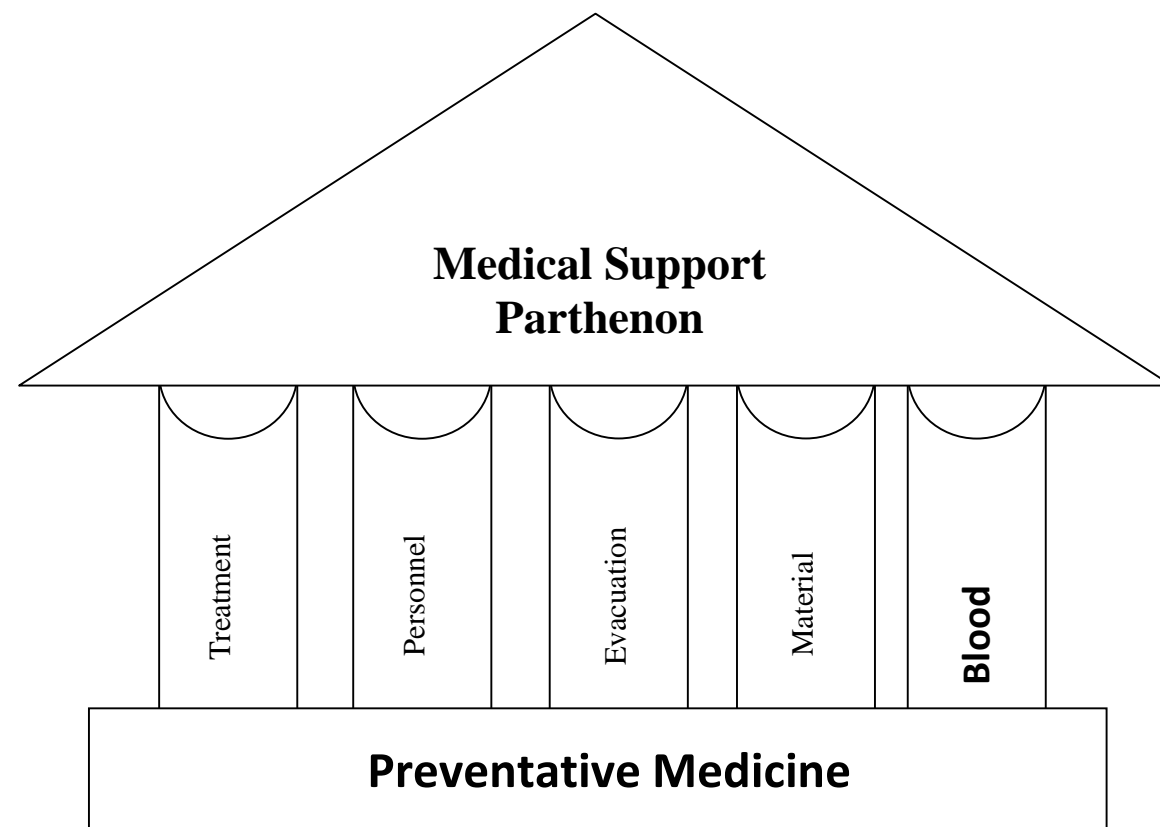 Medical Support
Parthenon
Treatment
Personnel
Evacuation
Material
Blood
Preventative Medicine